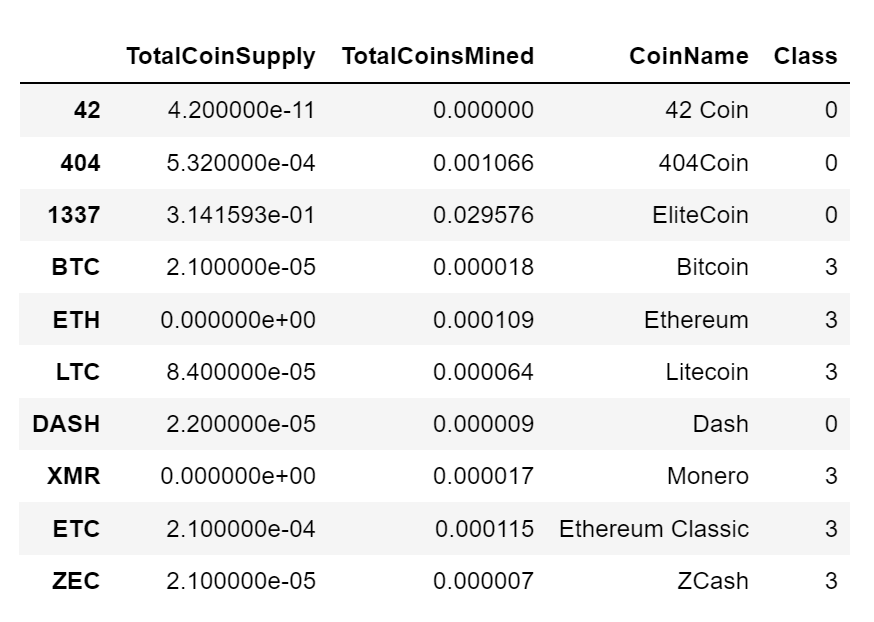 TotalCoinSupply TotalCoinsMined CoinName Class
42 4.200000e-11 0.000000 42 Coin 0
404 5.320000e-04 0.001066 404Coin 0
1337 3.141593e-01 0.029576 EliteCoin 0
BTC 2.100000e-05 0.000018 Bitcoin 3
ETH 0.000000e+00 0.000109 Ethereum 3
LTC 8.400000e-05 0.000064 Litecoin 3
DASH 2.200000e-05 0.000009 Dash 0
XMR 0.000000e+00 0.000017 Monero 3
ETC 2.100000e-04 0.000115 Ethereum Classic 3
ZEC 2.100000e-05 0.000007 ZCash 3